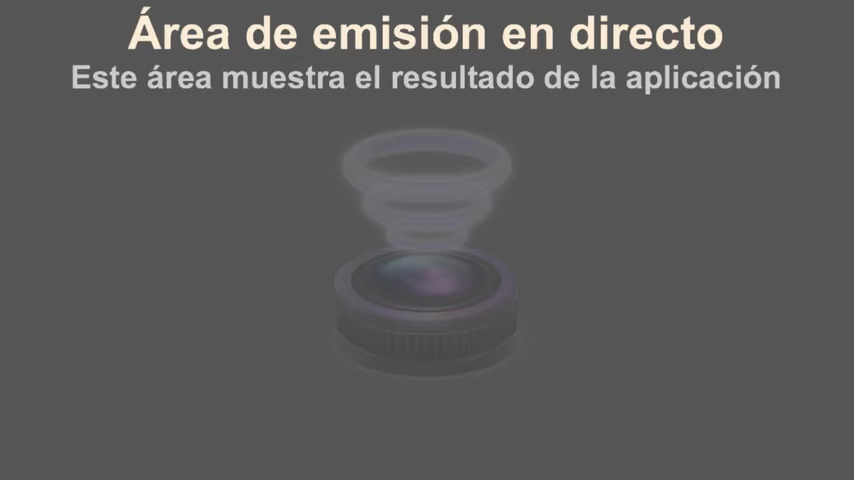 Área de emisión en directo
Este área muestra el resultado de la aplicación